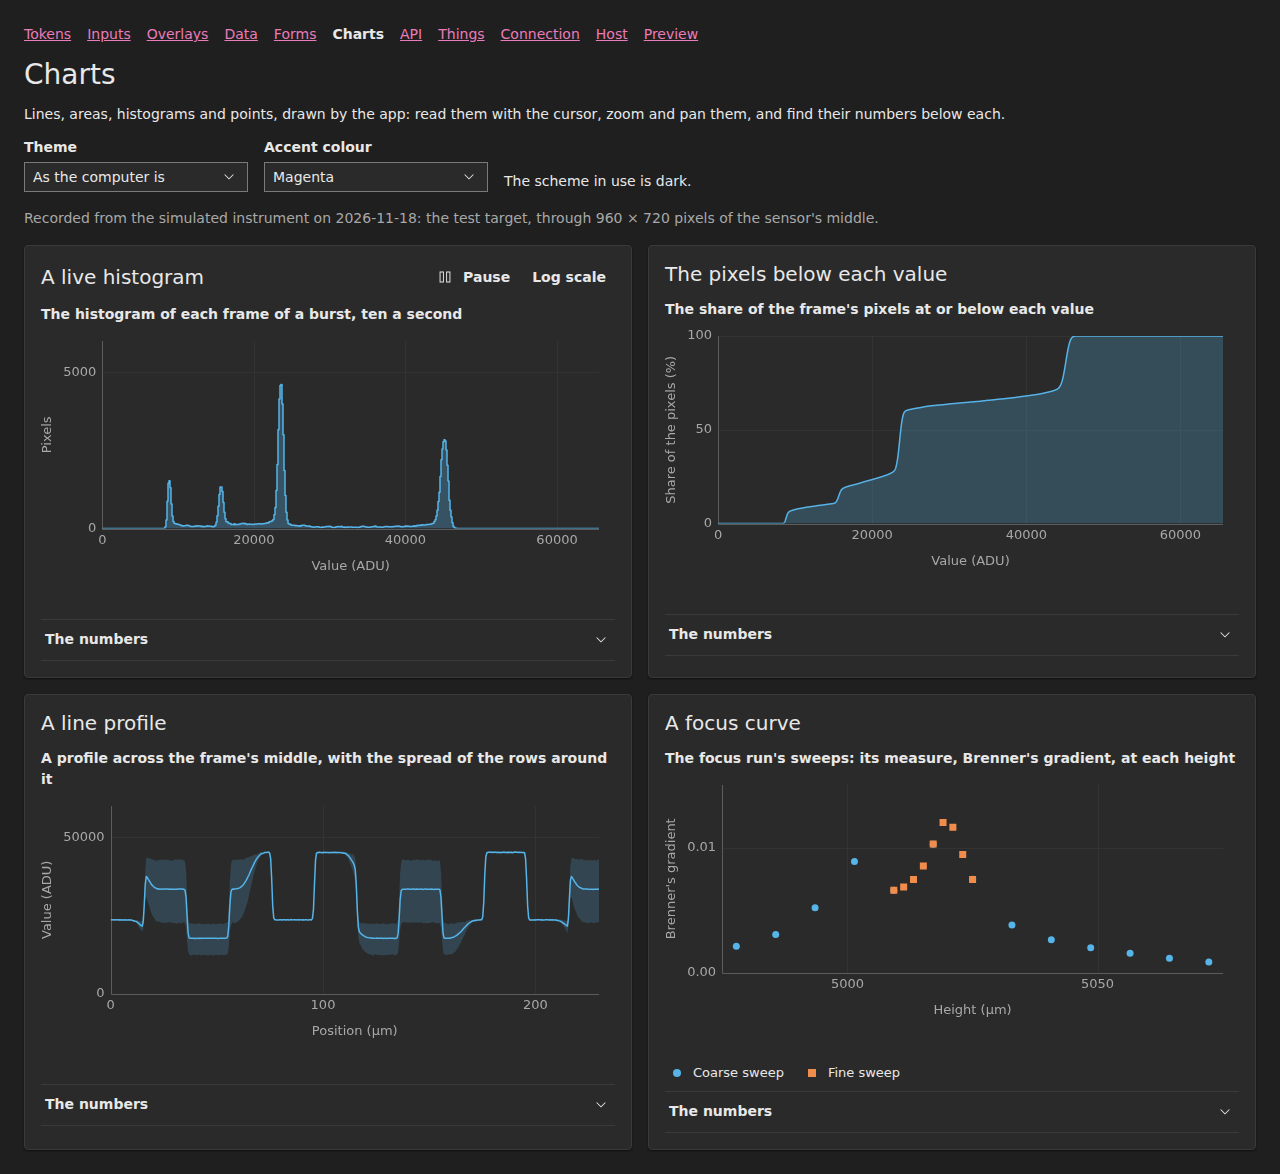 Tokens Inputs Overlays Data Forms Charts API Things Connection Host Preview
Charts
Lines, areas, histograms and points, drawn by the app: read them with the cursor, zoom and pan them, and find their numbers below each.
Theme Accent colour
As the computer is Magenta The scheme in use is dark.
Recorded from the simulated instrument on 2026-11-18: the test target, through 960 × 720 pixels of the sensor's middle.
A live histogram Pause Log scale
The histogram of each frame of a burst, ten a second
Pixels
5000
0
0 20000 40000 60000
Value (ADU)
The numbers
The pixels below each value
The share of the frame's pixels at or below each value
Share of the pixels (%)
100
50
0
0 20000 40000 60000
Value (ADU)
The numbers
A line profile
A profile across the frame's middle, with the spread of the rows around
it
Value (ADU)
50000
0
0 100 200
Position (µm)
The numbers
A focus curve
The focus run's sweeps: its measure, Brenner's gradient, at each height
Brenner's gradient
0.01
0.00
5000 5050
Height (µm)
Coarse sweep Fine sweep
The numbers